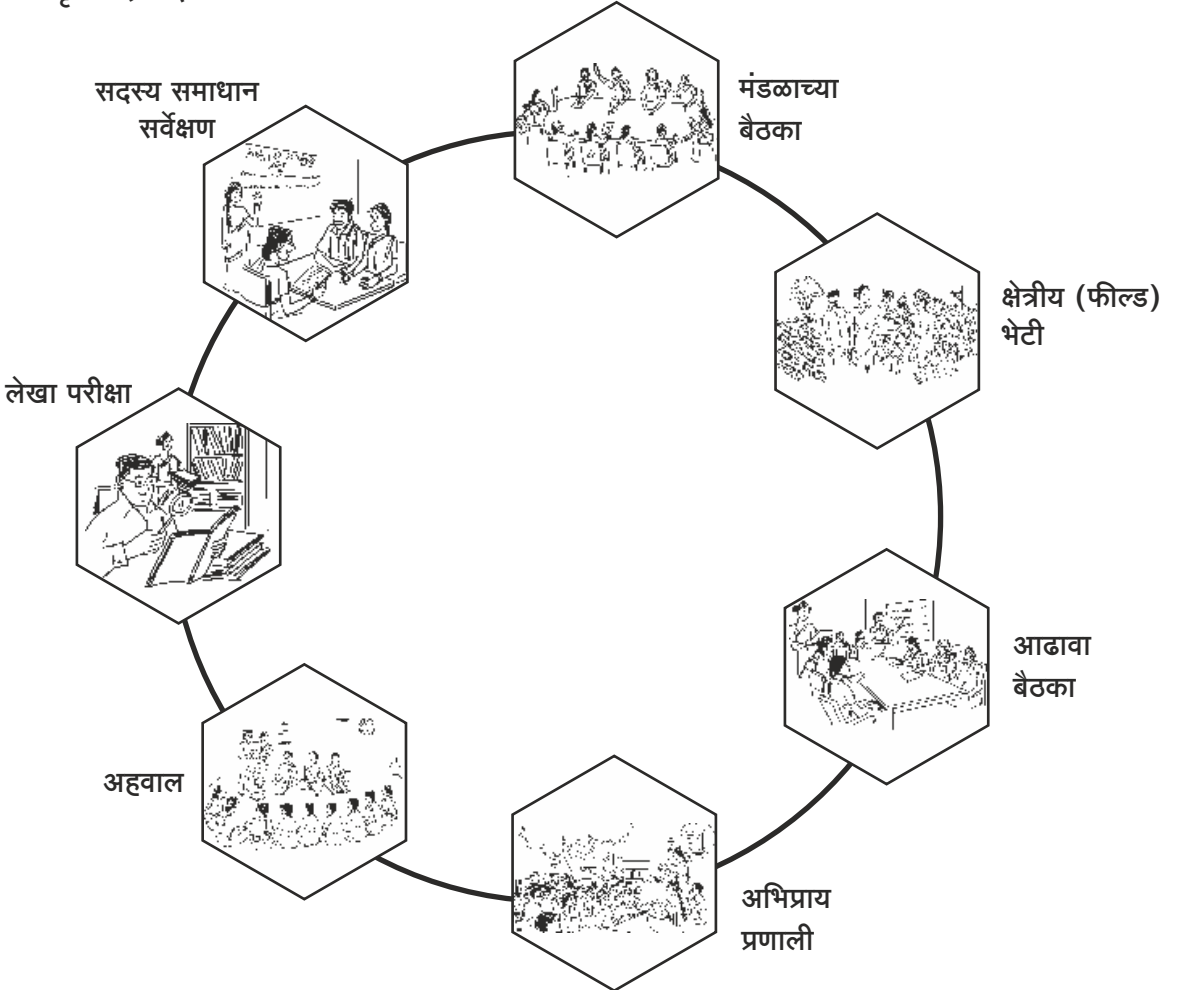 सदस्य समाधान
सर्वेक्षण
मंडळाच्या
बैठका
क्षेत्रीय (फील्ड)
भेटी
लेखा परीक्षा
आढावा
बैठका
अहवाल
अभिप्राय
प्रणाली